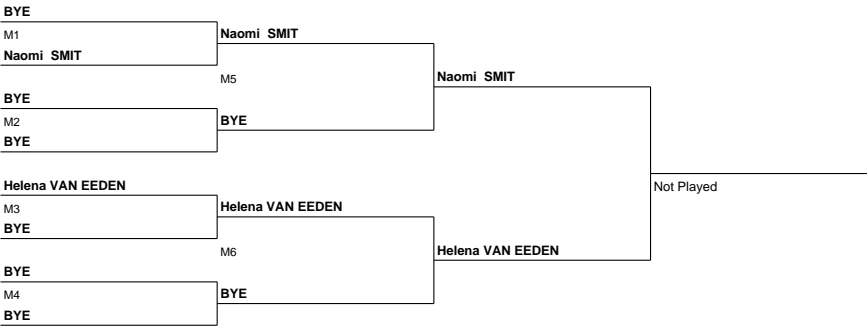 BYE
M1
Naomi SMIT
Naomi SMIT
M5
Naomi SMIT
BYE
M2
BYE
BYE
Not Played
Helena VAN EEDEN
M3
Helena VAN EEDEN
BYE
M6
Helena VAN EEDEN
BYE
M4
BYE
BYE